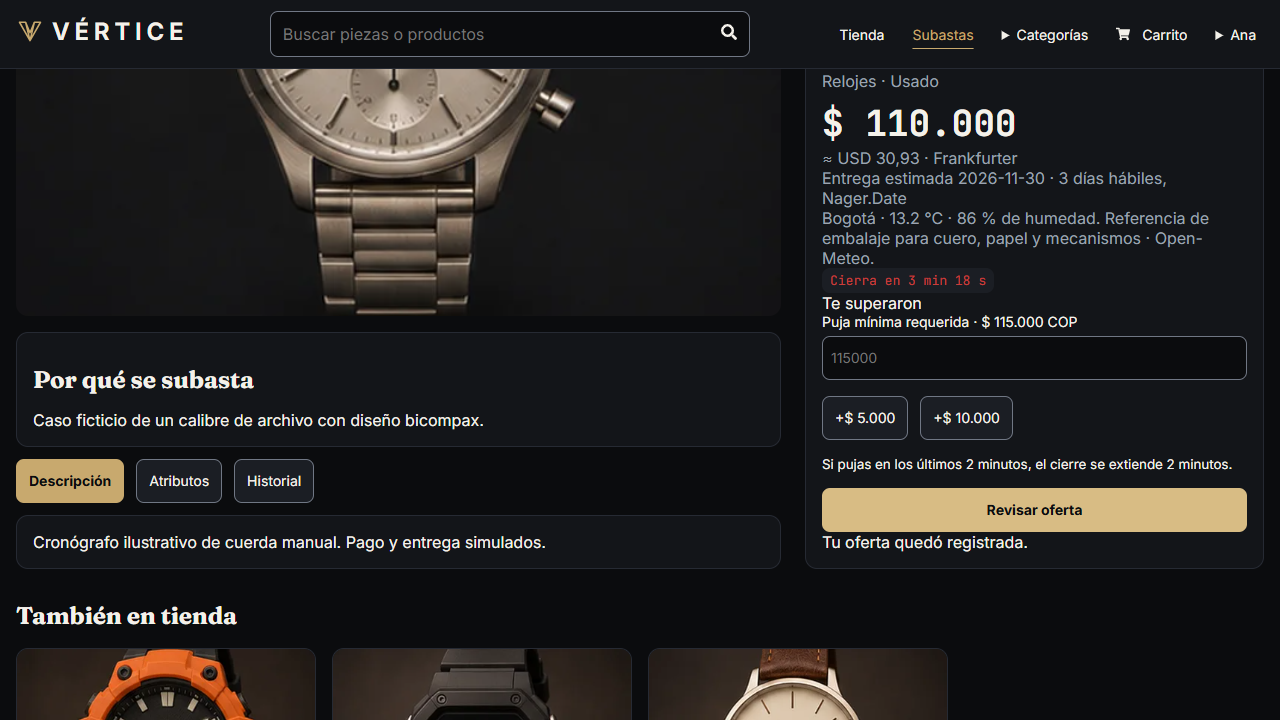 VÉRTICE
Buscar piezas o productos
Tienda
Subastas
Categorías
Carrito
Ana
Relojes · Usado
$ 110.000
≈ USD 30,93 · Frankfurter
Entrega estimada 2026-11-30 · 3 días hábiles,
Nager.Date
Bogotá · 13.2 °C · 86 % de humedad. Referencia de
embalaje para cuero, papel y mecanismos · Open-
Meteo.
Cierra en 3 min 18 s
Te superaron
Puja mínima requerida · $ 115.000 COP
115000
+$ 5.000
+$ 10.000
Si pujas en los últimos 2 minutos, el cierre se extiende 2 minutos.
Revisar oferta
Tu oferta quedó registrada.
Por qué se subasta
Caso ficticio de un calibre de archivo con diseño bicompax.
Descripción
Atributos
Historial
Cronógrafo ilustrativo de cuerda manual. Pago y entrega simulados.
También en tienda